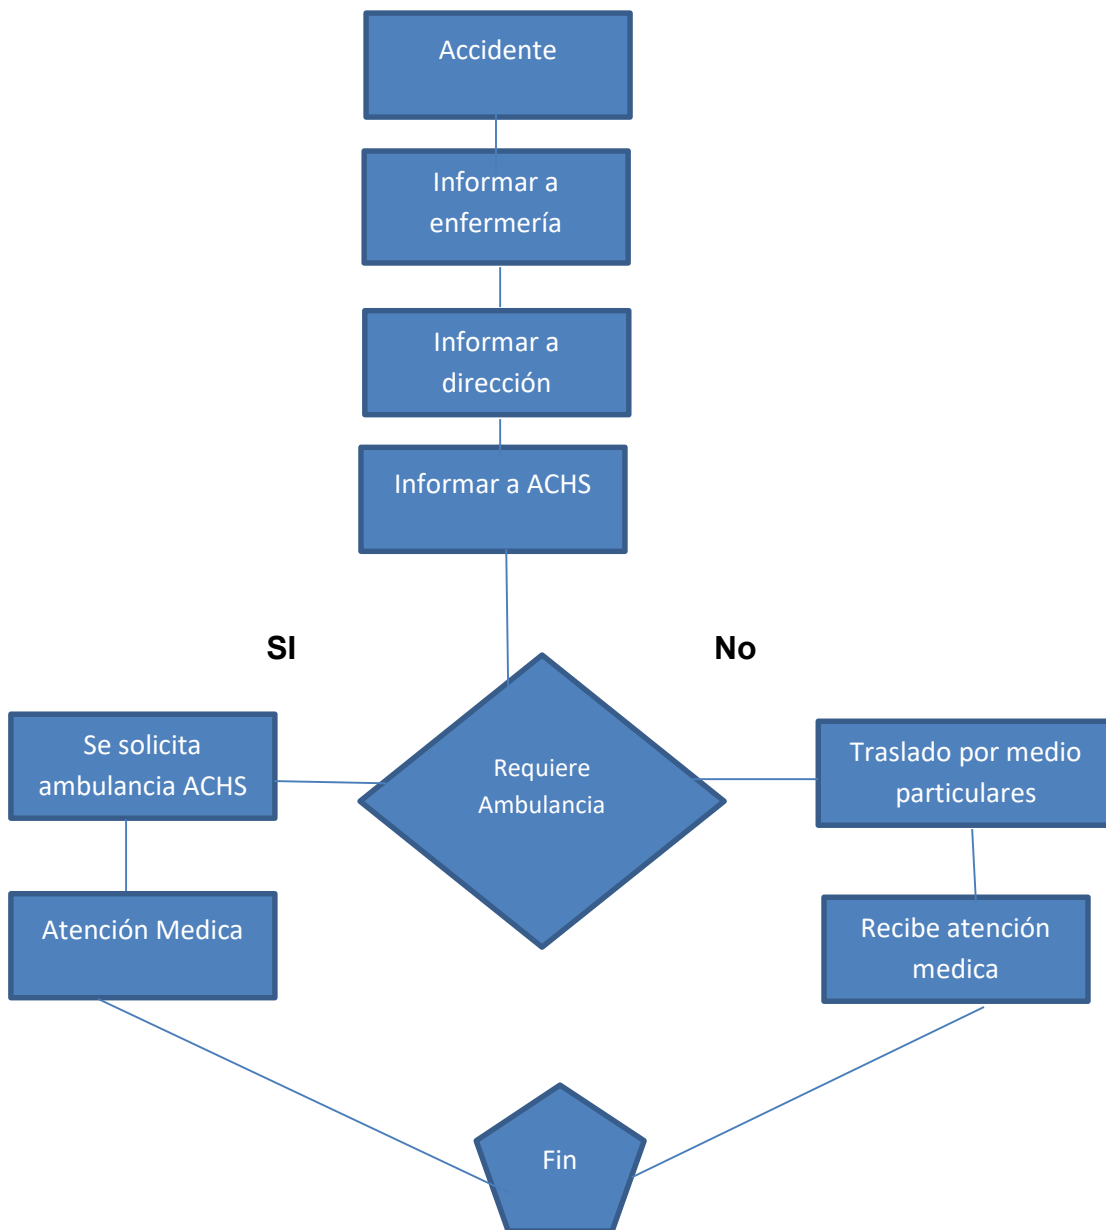 Accidente
Informar a
enfermería
Informar a
dirección
Informar a ACHS
SI
No
Requiere
Ambulancia
Se solicita
ambulancia ACHS
Atención Medica
Traslado por medio
particulares
Recibe atención
medica
Fin